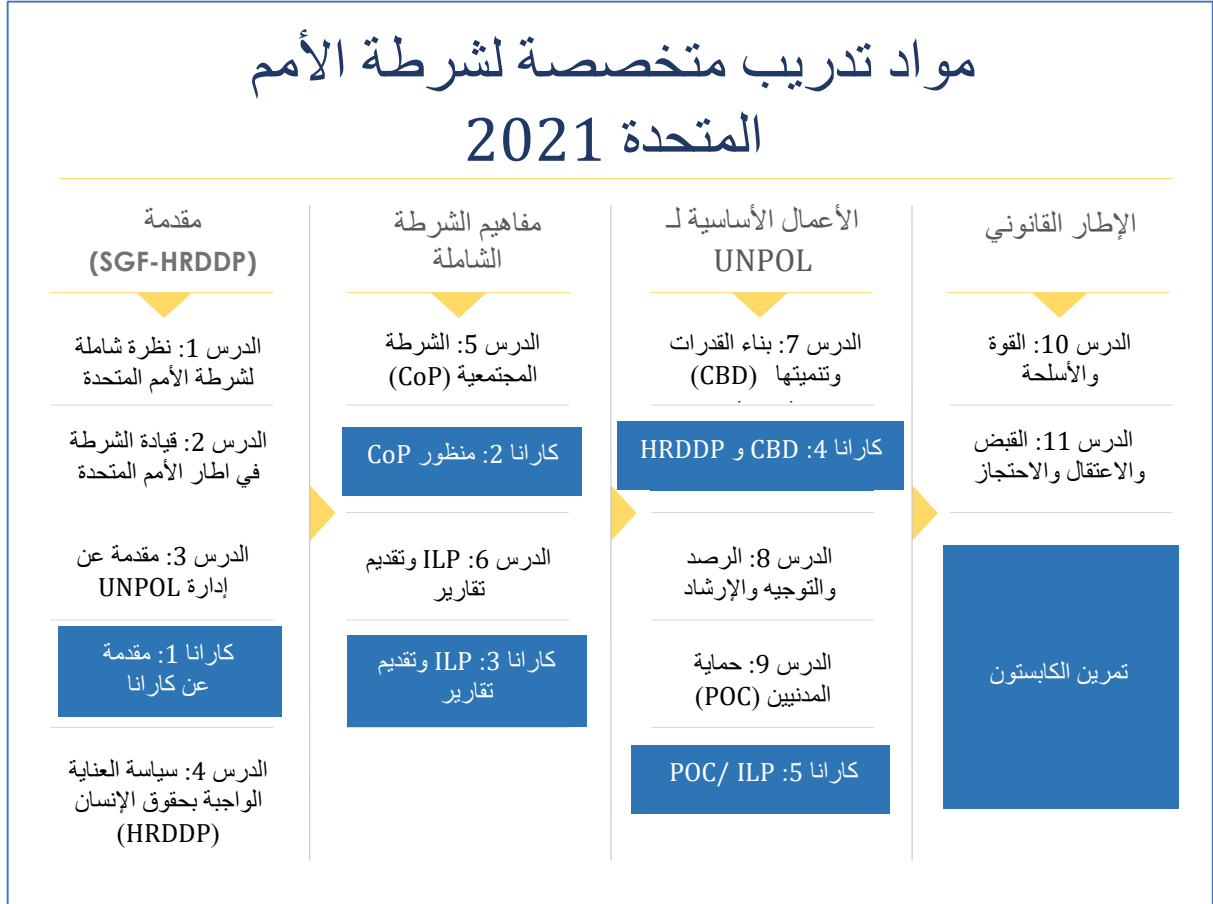 مواد تدريب متخصصة لشرطة الأمم
المتحدة 2021
مقدمة
(SGF-HRDDP)
الدرس 1: نظرة شاملة
لشرطة الأمم المتحدة
الدرس 2: قيادة الشرطة
في اطار الأمم المتحدة
الدرس 3: مقدمة عن
إدارة UNPOL
كارانا 1: مقدمة
عن كارانا
الدرس 4: سياسة العناية
الواجبة بحقوق الإنسان
(HRDDP)
مفاهيم الشرطة
الشاملة
الدرس 5: الشرطة
المجتمعية (CoP)
كارانا 2: منظور CoP
الدرس 6: ILP وتقديم
تقارير
كارانا 3: ILP وتقديم
تقارير
الأعمال الأساسية لـ
UNPOL
الدرس 7: بناء القدرات
وتنميتها (CBD)
كارانا 4: CBD و HRDDP
الدرس 8: الرصد
والتوجيه والإرشاد
الدرس 9: حماية
المدنيين (POC)
كارانا 5: POC/ ILP
الإطار القانوني
الدرس 10: القوة
والأسلحة
الدرس 11: القبض
والاعتقال والاحتجاز
تمرين الكابستون